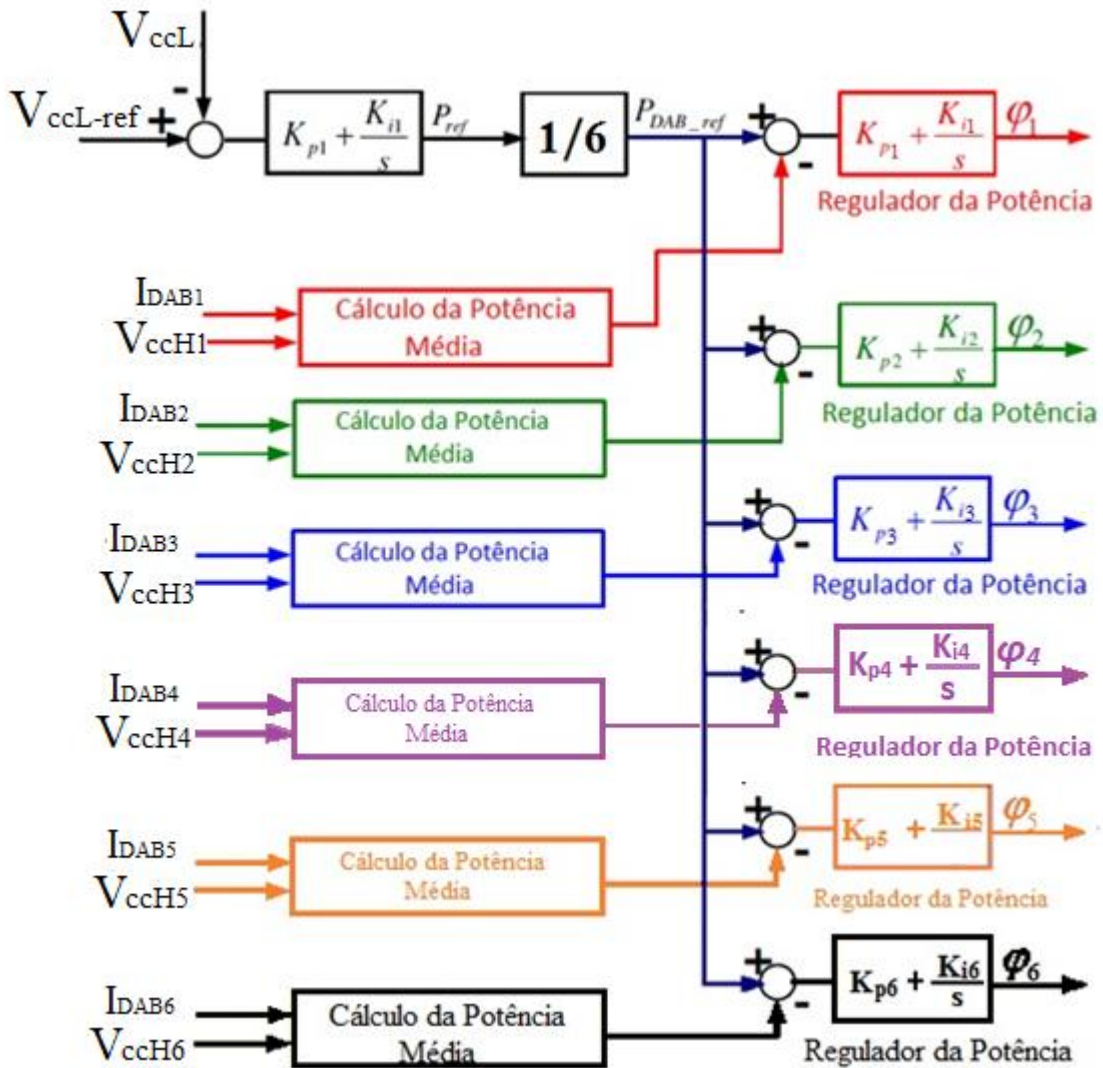 VccL
VccL-ref
+
-
Kp1 + Ki1/s
Pref
1/6
PDAB_ref
+
-
Kp1 + Ki1/s
φ1
Regulador da Potência
IDAB1
VccH1
Cálculo da Potência
Média
+
-
Kp2 + Ki2/s
φ2
Regulador da Potência
IDAB2
VccH2
Cálculo da Potência
Média
+
-
Kp3 + Ki3/s
φ3
Regulador da Potência
IDAB3
VccH3
Cálculo da Potência
Média
+
-
Kp4 + Ki4/s
φ4
Regulador da Potência
IDAB4
VccH4
Cálculo da Potência
Média
+
-
Kp5 + Ki5/s
φ5
Regulador da Potência
IDAB5
VccH5
Cálculo da Potência
Média
+
-
Kp6 + Ki6/s
φ6
Regulador da Potência
IDAB6
VccH6
Cálculo da Potência
Média